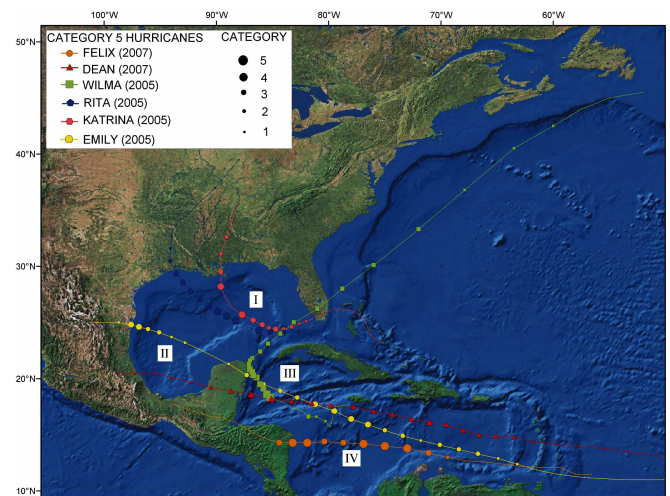 100°W 90°W 80°W 70°W 60°W
50°N
40°N
30°N
20°N
10°N
CATEGORY 5 HURRICANES
FELIX (2007)
DEAN (2007)
WILMA (2005)
RITA (2005)
KATRINA (2005)
EMILY (2005)
CATEGORY
5
4
3
2
1
I
II
III
IV